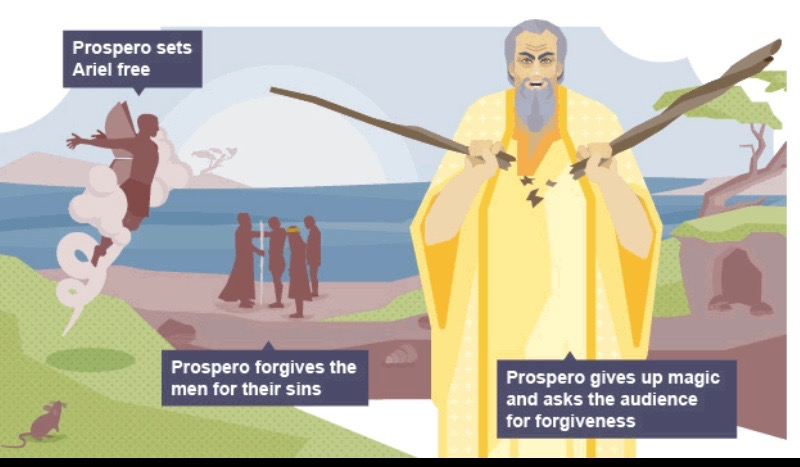 Prospero sets
Ariel free
Prospero forgives the
men for their sins
Prospero gives up magic
and asks the audience
for forgiveness